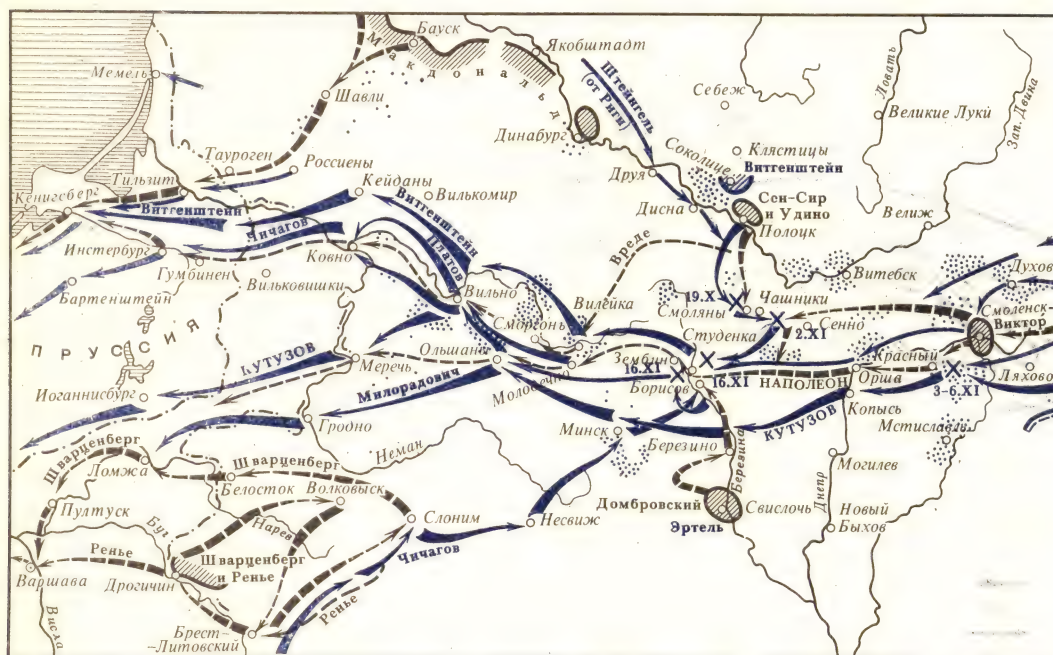 Бауск
Якобштадт
Мемель
Макдональд
Штейнгель
(от Риги)
Себеж
Ловать
Великие Луки
Зап. Двина
Шавли
Динабург
Клястицы
Соколище
Витгенштейн
Тауроген
Россиены
Друя
Тильзит
Кейданы
Вилькомир
Дисна
Сен-Сир
и Удино
Полоцк
Велиж
Кенигсберг
Витгенштейн
Чичагов
Витгенштейн
Платов
Инстербург
Гумбинен
Ковно
Вреде
Витебск
Духов
Вильковишки
Бартенштейн
Вильно
Вилейка
19.X
Чашники
Смоляны
Сенно
2.XI
Смоленск
Виктор
Сморгонь
Студенка
ПРУССИЯ
Ольшаны
Зембин
16.XI
Красный
КУТУЗОВ
Меречь
Молодечно
Борисов
16.XI
НАПОЛЕОН
Орша
Ляхово
3-6.XI
Иоганнисбург
Милорадович
Копысь
Гродно
Минск
Березино
КУТУЗОВ
Мстиславль
Неман
Березина
Шварценберг
Ломжа
Шварценберг
Белосток
Волковыск
Днепр
Могилев
Пултуск
Буг
Нарев
Слоним
Несвиж
Домбровский
Свислочь
Новый
Быхов
Эртель
Ренье
Шварценберг
и Ренье
Чичагов
Варшава
Дрогичин
Ренье
Висла
Брест-
-Литовский